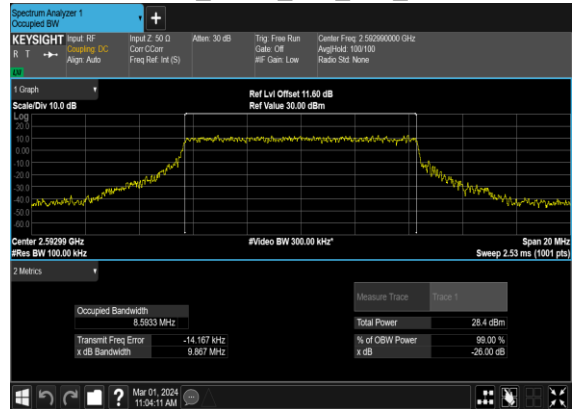 Spectrum Analyzer 1
Occupied BW
+
KEYSIGHT Input: RF Input Z: 50 Ω Atten: 30 dB Trig: Free Run Center Freq: 2.592990000 GHz
R T Coupling: DC Corr CCorr Gate: Off Avg|Hold: 100/100
Align: Auto Freq Ref: Int (S) #IF Gain: Low Radio Std: None
1 Graph
Ref Lvl Offset 11.60 dB
Scale/Div 10.0 dB Ref Value 30.00 dBm
Log
20.0
10.0
0.00
-10.0
-20.0
-30.0
-40.0
-50.0
-60.0
Center 2.59299 GHz #Video BW 300.00 kHz* Span 20 MHz
#Res BW 100.00 kHz Sweep 2.53 ms (1001 pts)
2 Metrics
Measure Trace Trace 1
Occupied Bandwidth
8.5933 MHz Total Power 28.4 dBm
Transmit Freq Error -14.167 kHz % of OBW Power 99.00 %
x dB Bandwidth 9.867 MHz x dB -26.00 dB
? Mar 01, 2024
11:04:11 AM